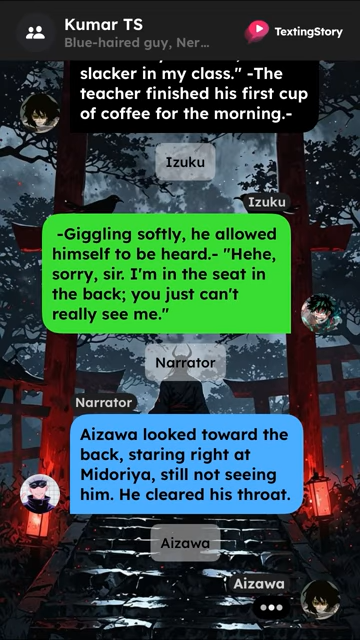 Kumar TS
Blue-haired guy, Ner...
TextingStory
slacker in my class." -The
teacher finished his first cup
of coffee for the morning.-
Izuku
Izuku
-Giggling softly, he allowed
himself to be heard.- "Hehe,
sorry, sir. I'm in the seat in
the back; you just can't
really see me."
Narrator
Narrator
Aizawa looked toward the
back, staring right at
Midoriya, still not seeing
him. He cleared his throat.
Aizawa
Aizawa